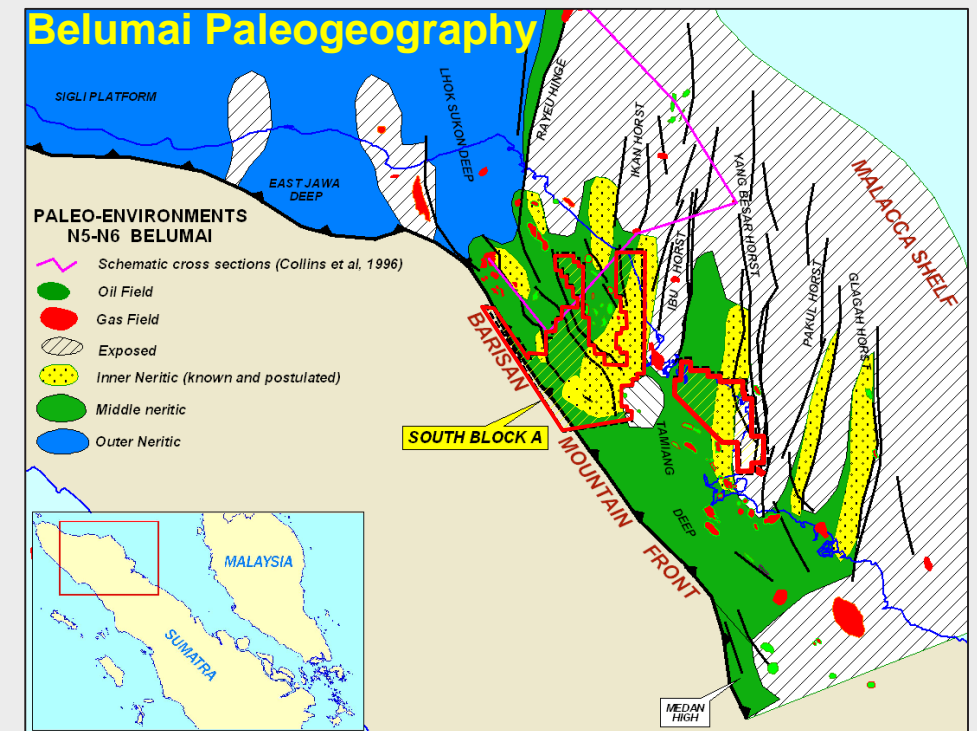 Belumai Paleogeography
SIGLI PLATFORM
LHOK SUKON DEEP
RAYEU HINGE
IKAN HORST
EAST JAWA
DEEP
YANG BESAR HORST
MALACCA SHELF
PALEO-ENVIRONMENTS
N5-N6 BELUMAI
Schematic cross sections (Collins et al, 1996)
Oil Field
Gas Field
Exposed
Inner Neritic (known and postulated)
Middle neritic
Outer Neritic
IBU HORST
PAKUL HORST
GLAGAH HORST
BARISAN
MOUNTAIN
FRONT
SOUTH BLOCK A
TAMIANG
DEEP
MEDAN
HIGH
MALAYSIA
SUMATRA